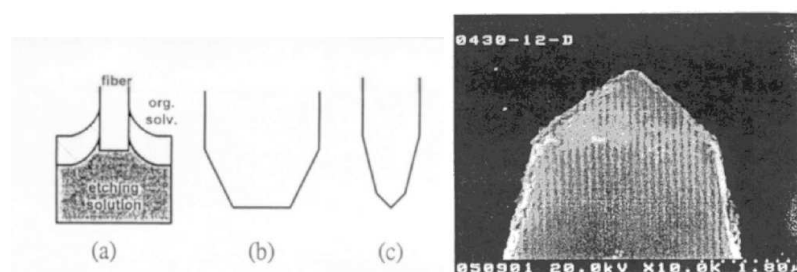 fiber
org.
solv.
etching
solution
(a)
(b)
(c)
0430-12-D
050901 20.0kV X10.0K